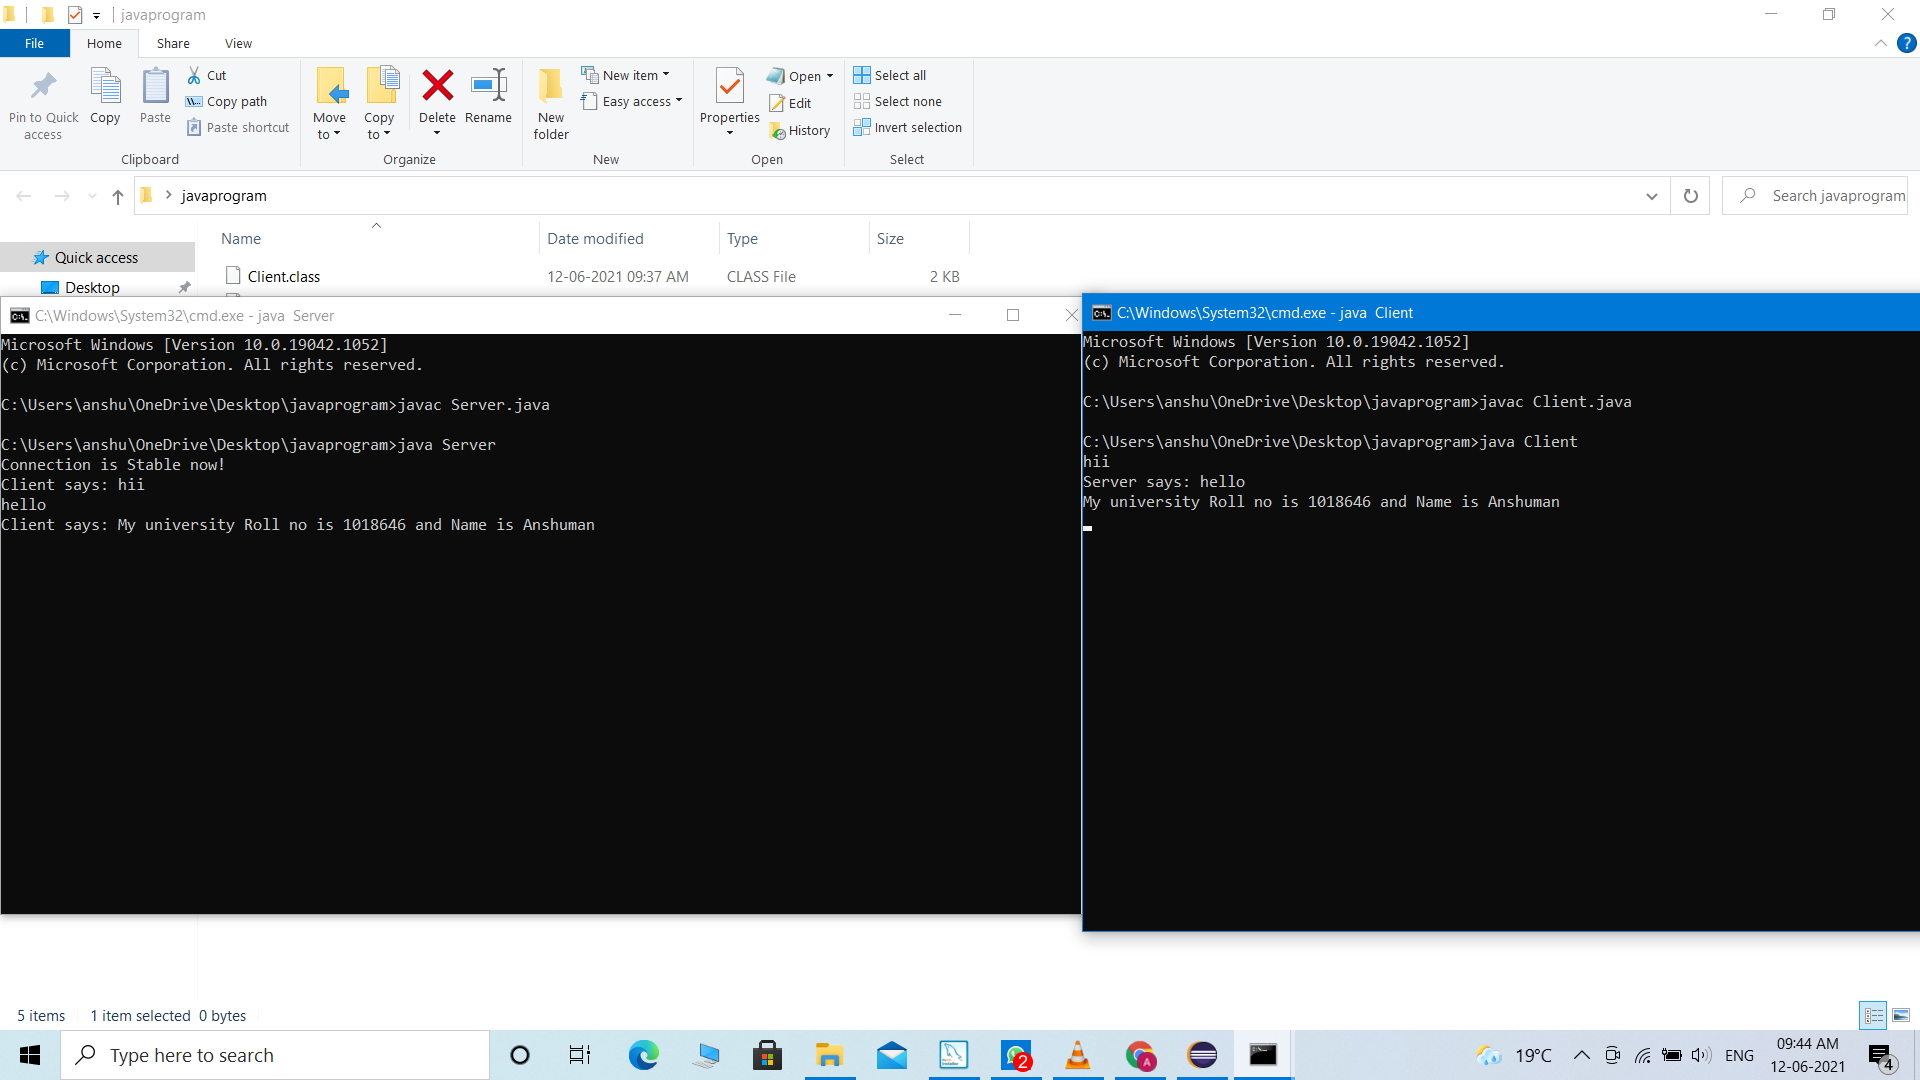 javaprogram
File Home Share View
Pin to Quick access
Copy
Paste
Cut
Copy path
Paste shortcut
Clipboard
Move to
Copy to
Delete
Rename
Organize
New folder
New item
Easy access
New
Properties
Open
Edit
History
Open
Select all
Select none
Invert selection
Select
javaprogram
Search javaprogram
Name Date modified Type Size
Quick access
Desktop
Client.class 12-06-2021 09:37 AM CLASS File 2 KB
C:\Windows\System32\cmd.exe - java  Server
Microsoft Windows [Version 10.0.19042.1052]
(c) Microsoft Corporation. All rights reserved.
C:\Users\anshu\OneDrive\Desktop\javaprogram>javac Server.java
C:\Users\anshu\OneDrive\Desktop\javaprogram>java Server
Connection is Stable now!
Client says: hii
hello
Client says: My university Roll no is 1018646 and Name is Anshuman
C:\Windows\System32\cmd.exe - java  Client
Microsoft Windows [Version 10.0.19042.1052]
(c) Microsoft Corporation. All rights reserved.
C:\Users\anshu\OneDrive\Desktop\javaprogram>javac Client.java
C:\Users\anshu\OneDrive\Desktop\javaprogram>java Client
hii
Server says: hello
My university Roll no is 1018646 and Name is Anshuman
5 items 1 item selected 0 bytes
Type here to search
2
A
19°C
ENG
09:44 AM
12-06-2021
4